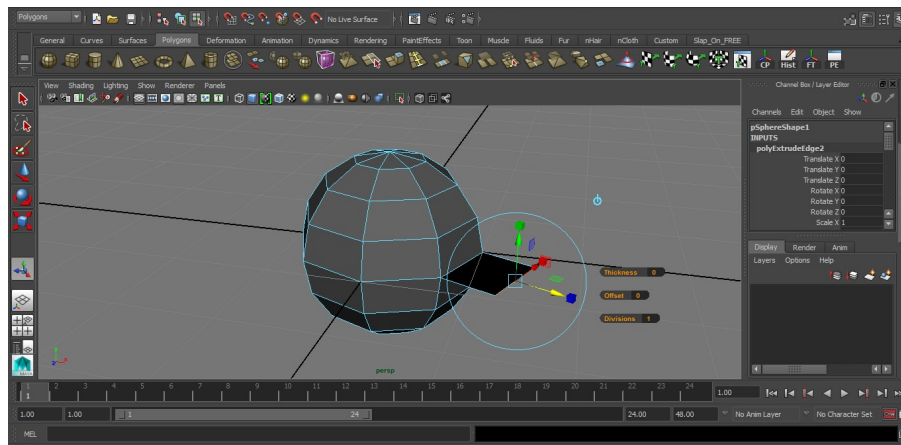 Polygons
No Live Surface
General Curves Surfaces Polygons Deformation Animation Dynamics Rendering PaintEffects Toon Muscle Fluids Fur nHair nCloth Custom Slap_On_FREE
CP Hist FT PE
View Shading Lighting Show Renderer Panels
Channel Box / Layer Editor
Channels Edit Object Show
pSphereShape1
INPUTS
polyExtrudeEdge2
Translate X 0
Translate Y 0
Translate Z 0
Rotate X 0
Rotate Y 0
Rotate Z 0
Scale X 1
Display Render Anim
Layers Options Help
Thickness 0
Offset 0
Divisions 1
persp
1 2 3 4 5 6 7 8 9 10 11 12 13 14 15 16 17 18 19 20 21 22 23 24
1
1.00
1.00 1.00 1 24 24.00 48.00 No Anim Layer No Character Set
MEL